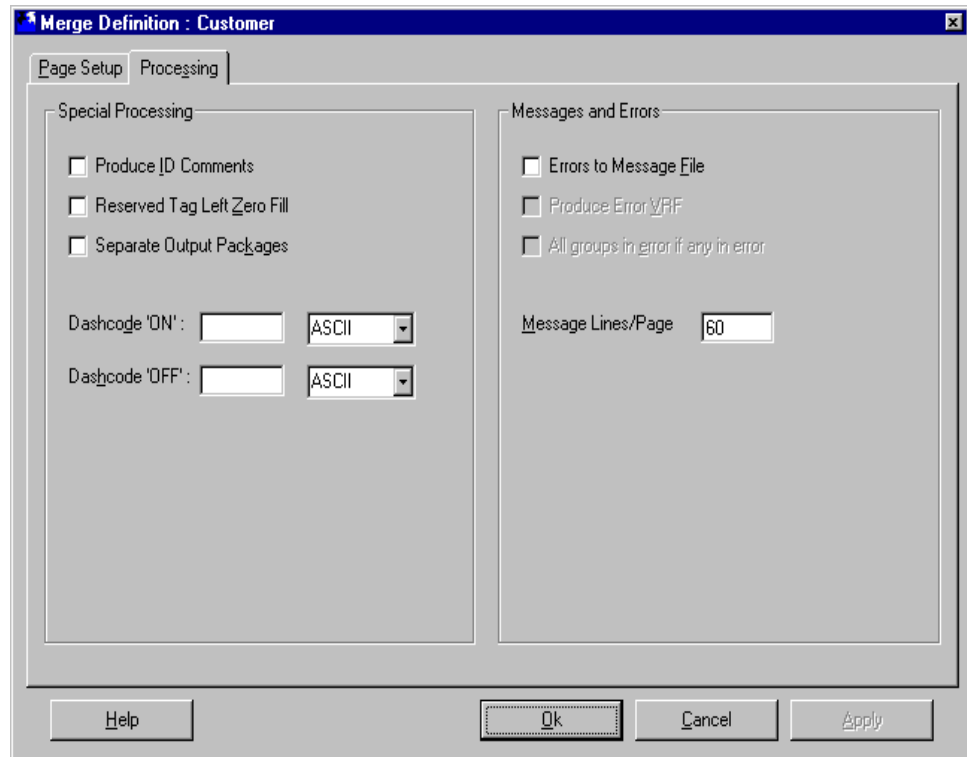 Merge Definition : Customer
Page Setup
Processing
Special Processing
Produce ID Comments
Reserved Tag Left Zero Fill
Separate Output Packages
Dashcode 'ON' :
ASCII
Dashcode 'OFF' :
ASCII
Messages and Errors
Errors to Message File
Produce Error VRF
All groups in error if any in error
Message Lines/Page
60
Help
Ok
Cancel
Apply